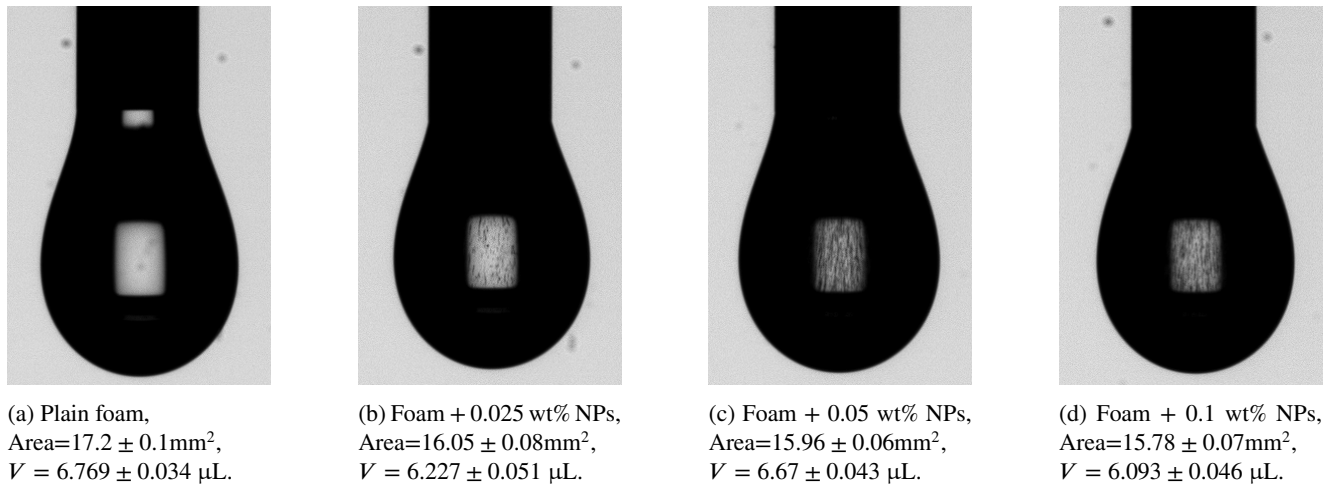 (a) Plain foam,
Area=17.2 ± 0.1mm²,
V = 6.769 ± 0.034 µL.
(b) Foam + 0.025 wt% NPs,
Area=16.05 ± 0.08mm²,
V = 6.227 ± 0.051 µL.
(c) Foam + 0.05 wt% NPs,
Area=15.96 ± 0.06mm²,
V = 6.67 ± 0.043 µL.
(d) Foam + 0.1 wt% NPs,
Area=15.78 ± 0.07mm²,
V = 6.093 ± 0.046 µL.